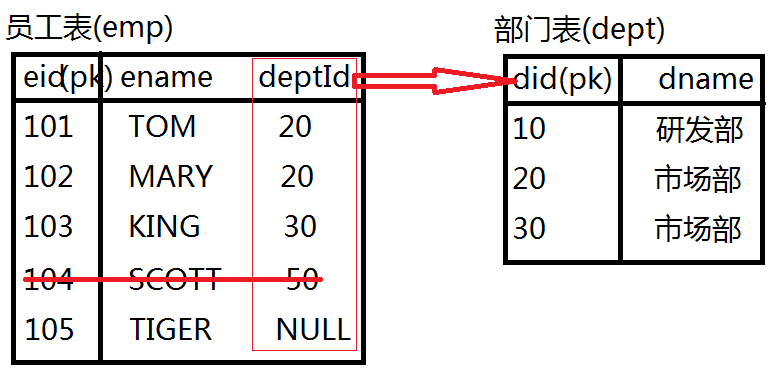 员工表(emp)
eid(pk) ename deptId
101 TOM 20
102 MARY 20
103 KING 30
104 SCOTT 50
105 TIGER NULL
部门表(dept)
did(pk) dname
10 研发部
20 市场部
30 市场部